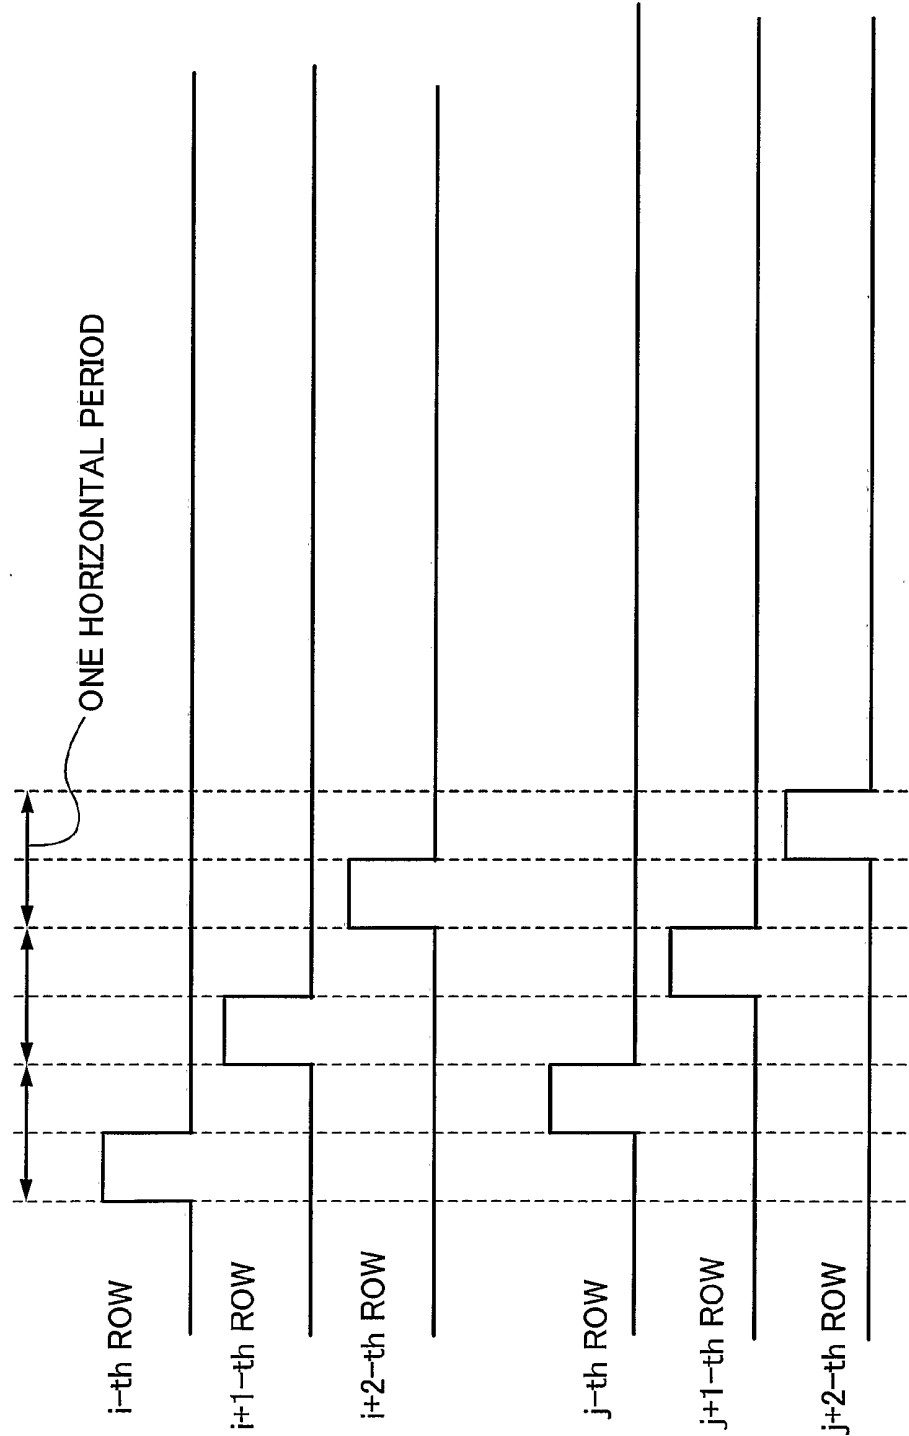 ONE HORIZONTAL PERIOD
i-th ROW
i+1-th ROW
i+2-th ROW
j-th ROW
j+1-th ROW
j+2-th ROW